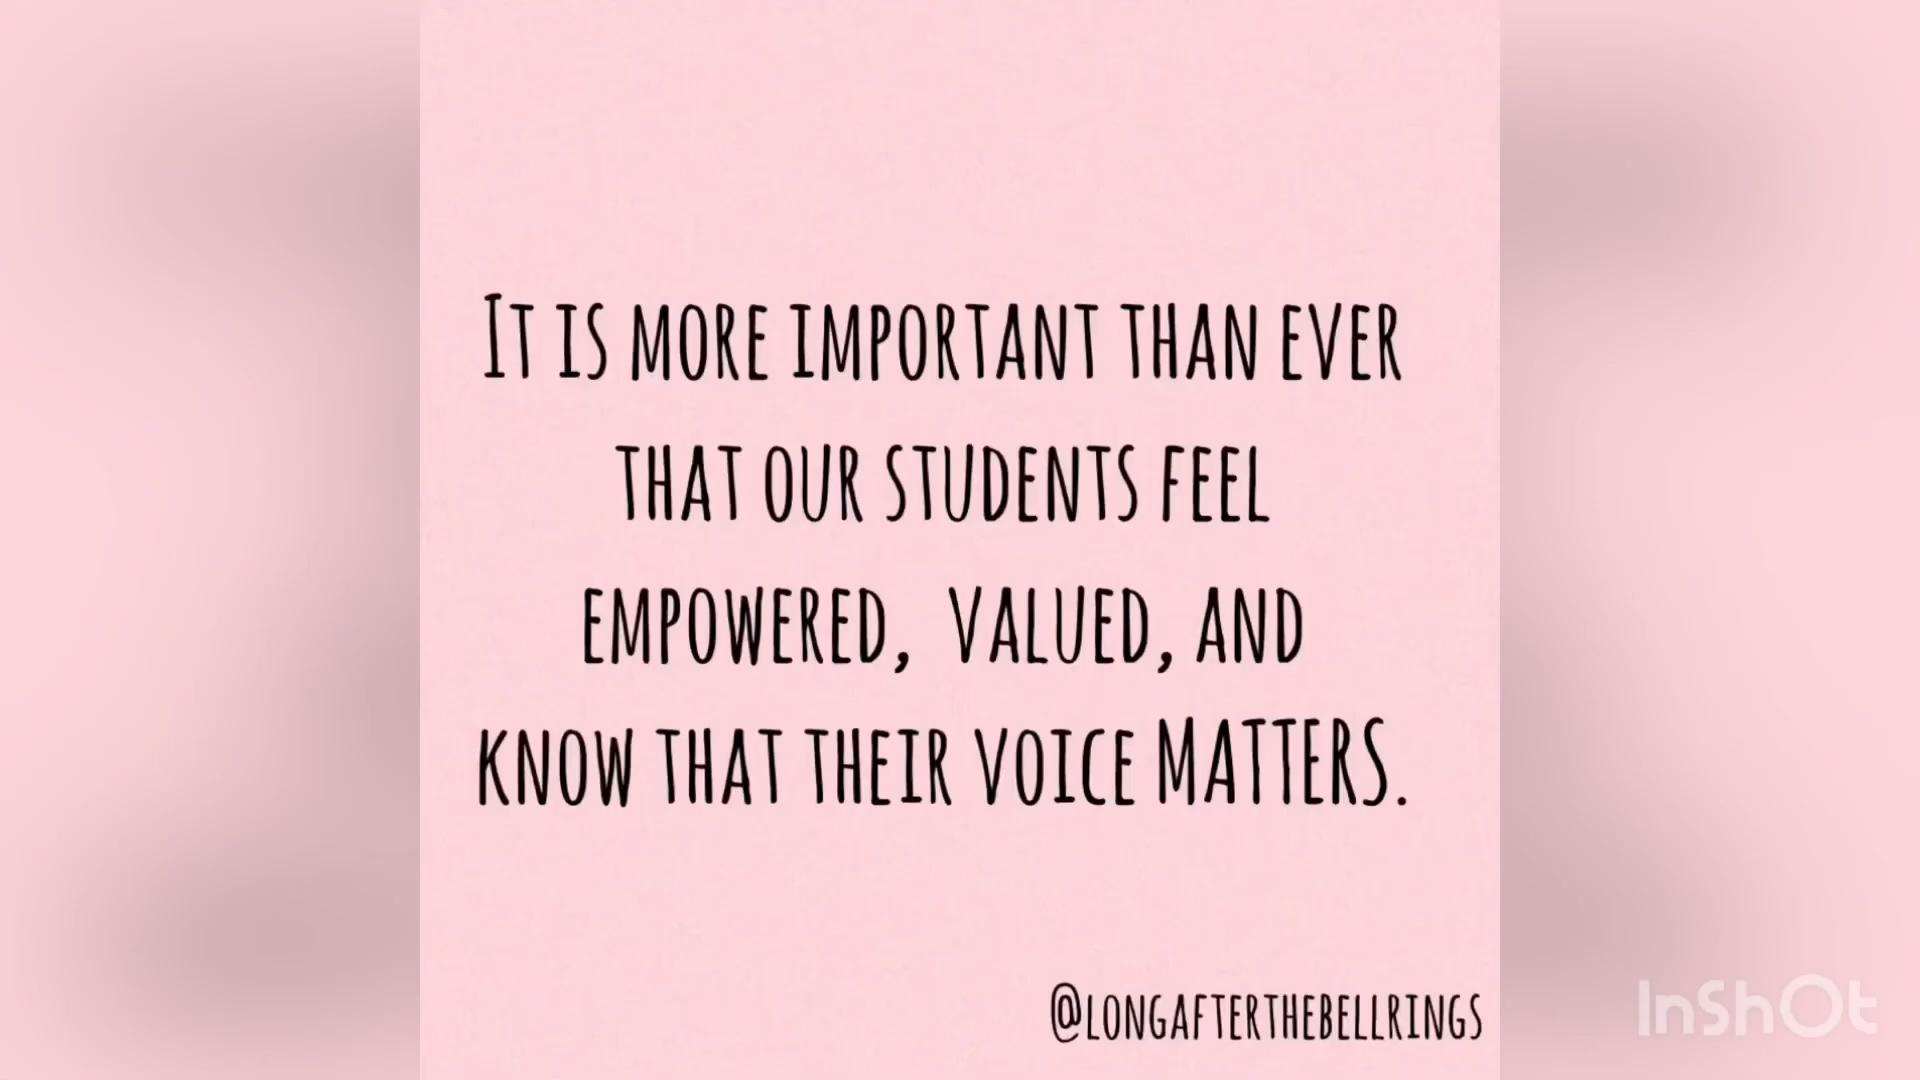 It is more important than ever
that our students feel
empowered,  valued, and
know that their voice MATTERS.
@longafterthebellrings
InShOt